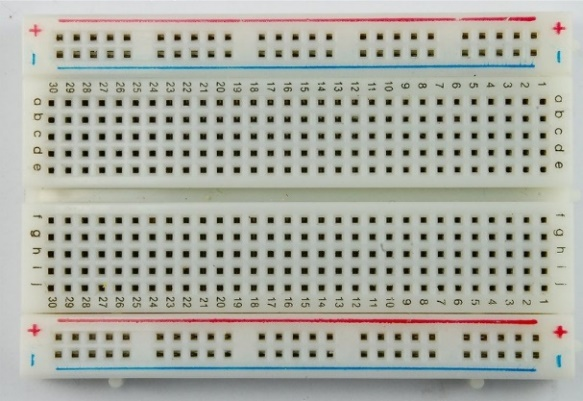 + +
- -
30 29 28 27 26 25 24 23 22 21 20 19 18 17 16 15 14 13 12 11 10 9 8 7 6 5 4 3 2 1
a a
b b
c c
d d
e e
f f
g g
h h
i i
j j
30 29 28 27 26 25 24 23 22 21 20 19 18 17 16 15 14 13 12 11 10 9 8 7 6 5 4 3 2 1
+ +
- -